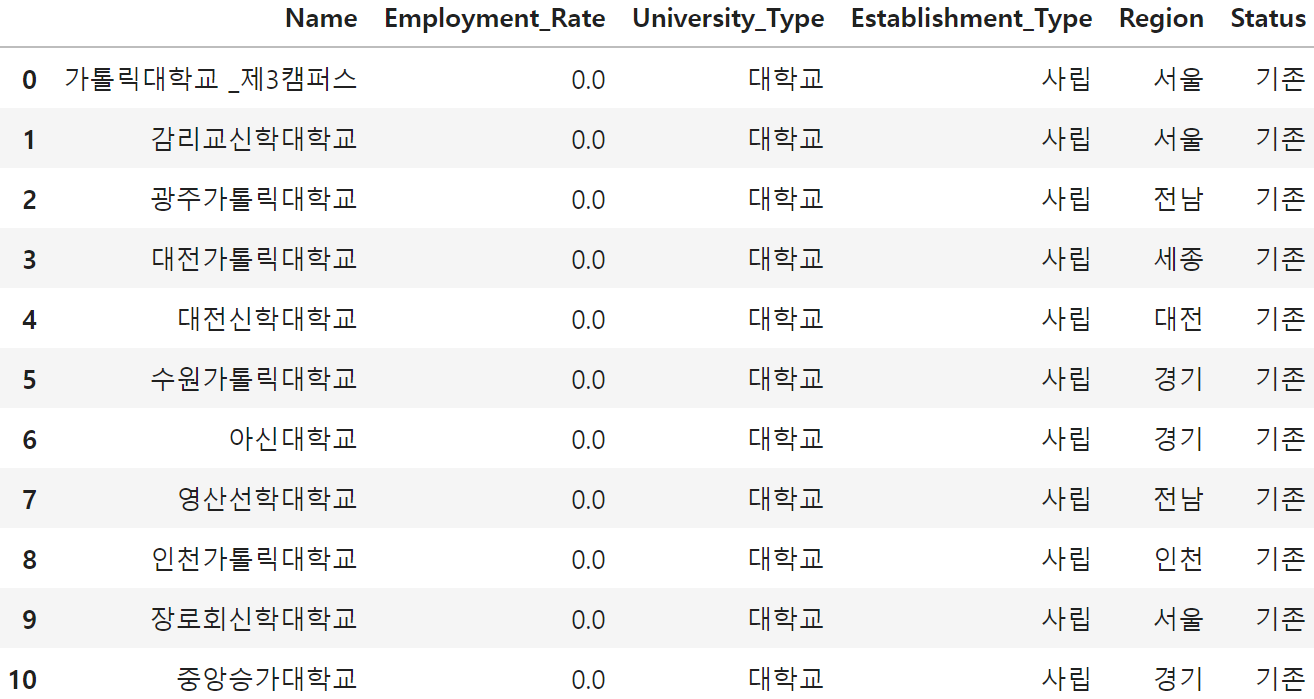 Name Employment_Rate University_Type Establishment_Type Region Status
0 가톨릭대학교 _제3캠퍼스 0.0 대학교 사립 서울 기존
1 감리교신학대학교 0.0 대학교 사립 서울 기존
2 광주가톨릭대학교 0.0 대학교 사립 전남 기존
3 대전가톨릭대학교 0.0 대학교 사립 세종 기존
4 대전신학대학교 0.0 대학교 사립 대전 기존
5 수원가톨릭대학교 0.0 대학교 사립 경기 기존
6 아신대학교 0.0 대학교 사립 경기 기존
7 영산선학대학교 0.0 대학교 사립 전남 기존
8 인천가톨릭대학교 0.0 대학교 사립 인천 기존
9 장로회신학대학교 0.0 대학교 사립 서울 기존
10 중앙승가대학교 0.0 대학교 사립 경기 기존